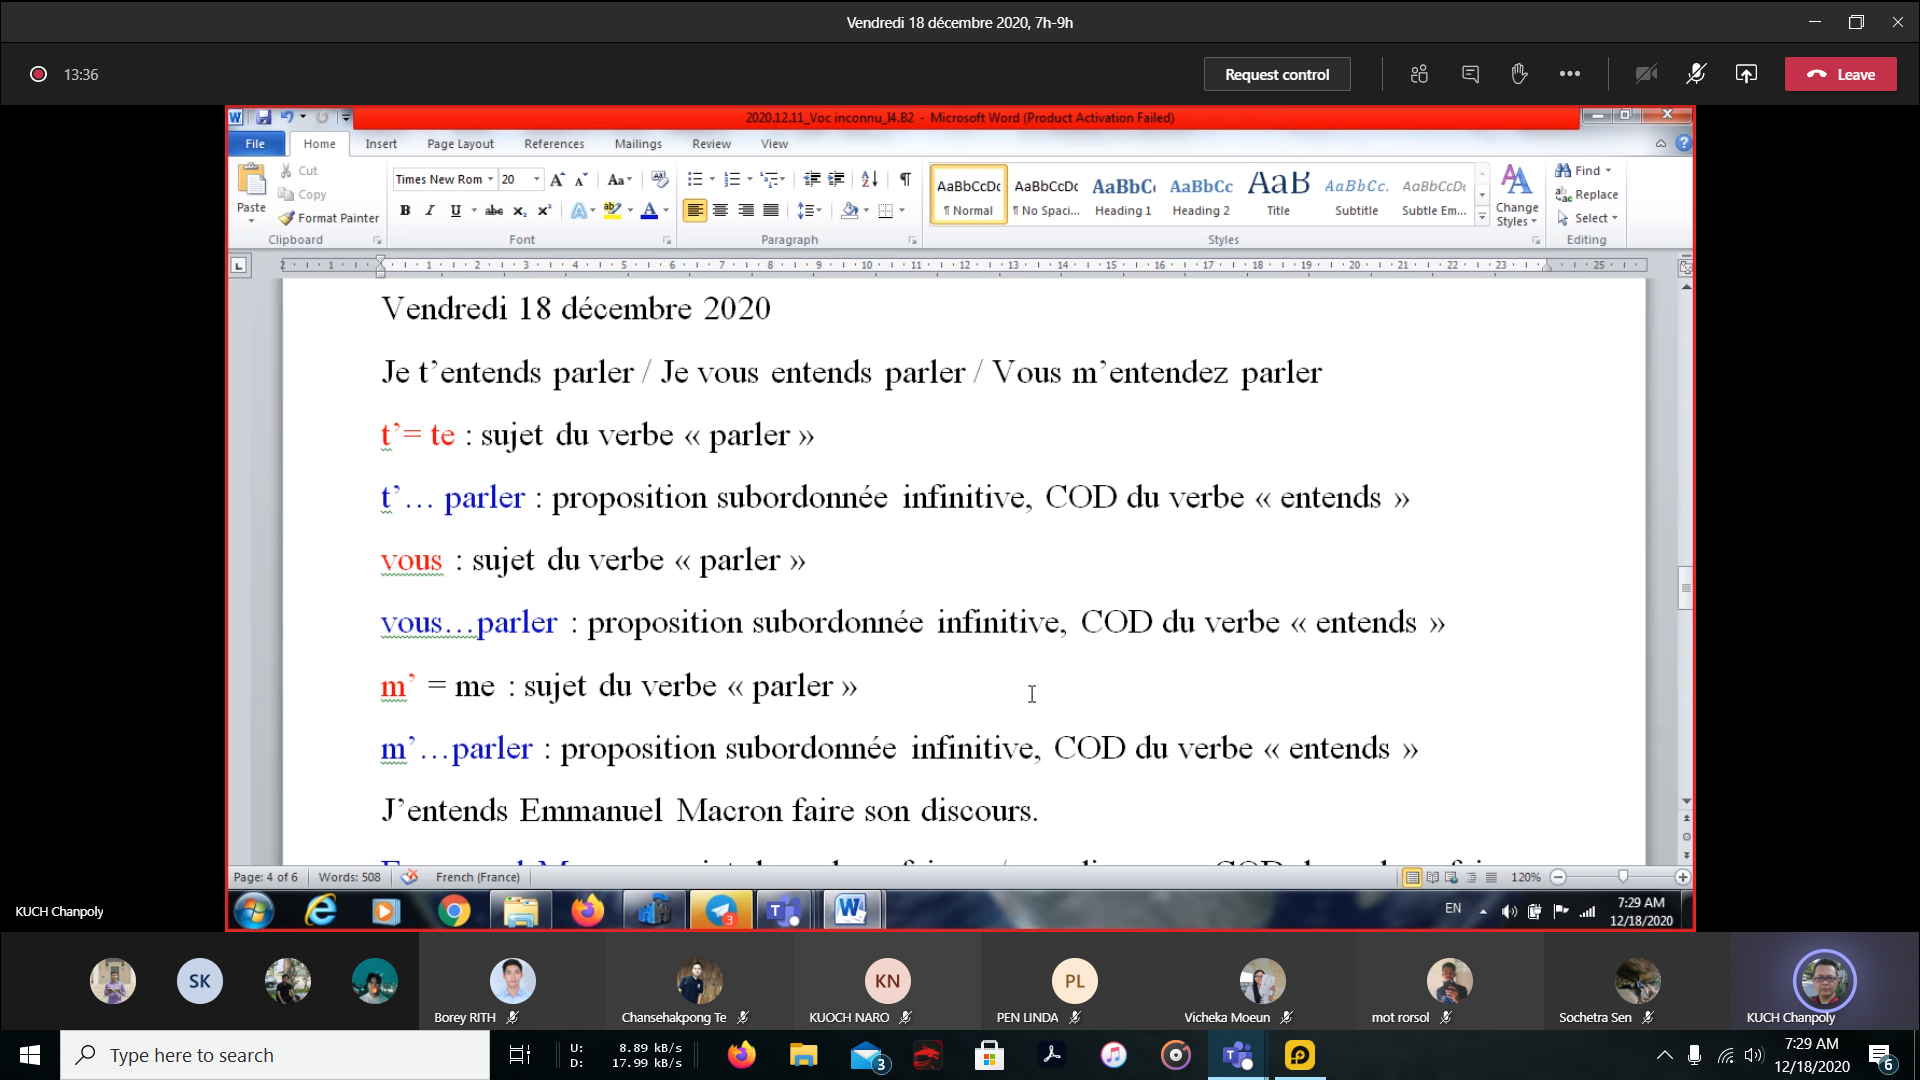 Vendredi 18 décembre 2020, 7h-9h
13:36
Request control
Leave
2020.12.11_Voc inconnu_I4.B2 - Microsoft Word (Product Activation Failed)
File Home Insert Page Layout References Mailings Review View
Paste
Cut
Copy
Format Painter
Clipboard
Times New Rom 20
Font
Paragraph
AaBbCcDc AaBbCcDc AaBbC AaBbCc AaB AaBbCc. AaBbCcDc
¶ Normal ¶ No Spaci... Heading 1 Heading 2 Title Subtitle Subtle Em...
Change Styles
Styles
Find
Replace
Select
Editing
Vendredi 18 décembre 2020
Je t’entends parler / Je vous entends parler / Vous m’entendez parler
t’= te : sujet du verbe « parler »
t’… parler : proposition subordonnée infinitive, COD du verbe « entends »
vous : sujet du verbe « parler »
vous…parler : proposition subordonnée infinitive, COD du verbe « entends »
m’ = me : sujet du verbe « parler »
m’…parler : proposition subordonnée infinitive, COD du verbe « entends »
J’entends Emmanuel Macron faire son discours.
Page: 4 of 6 Words: 508 French (France) 120%
EN 7:29 AM
12/18/2020
KUCH Chanpoly
SK KN PL
Borey RITH Chansehakpong Te KUOCH NARO PEN LINDA Vicheka Moeun mot rorsol Sochetra Sen KUCH Chanpoly
Type here to search
U: 8.89 kB/s
D: 17.99 kB/s
3
7:29 AM
12/18/2020
6